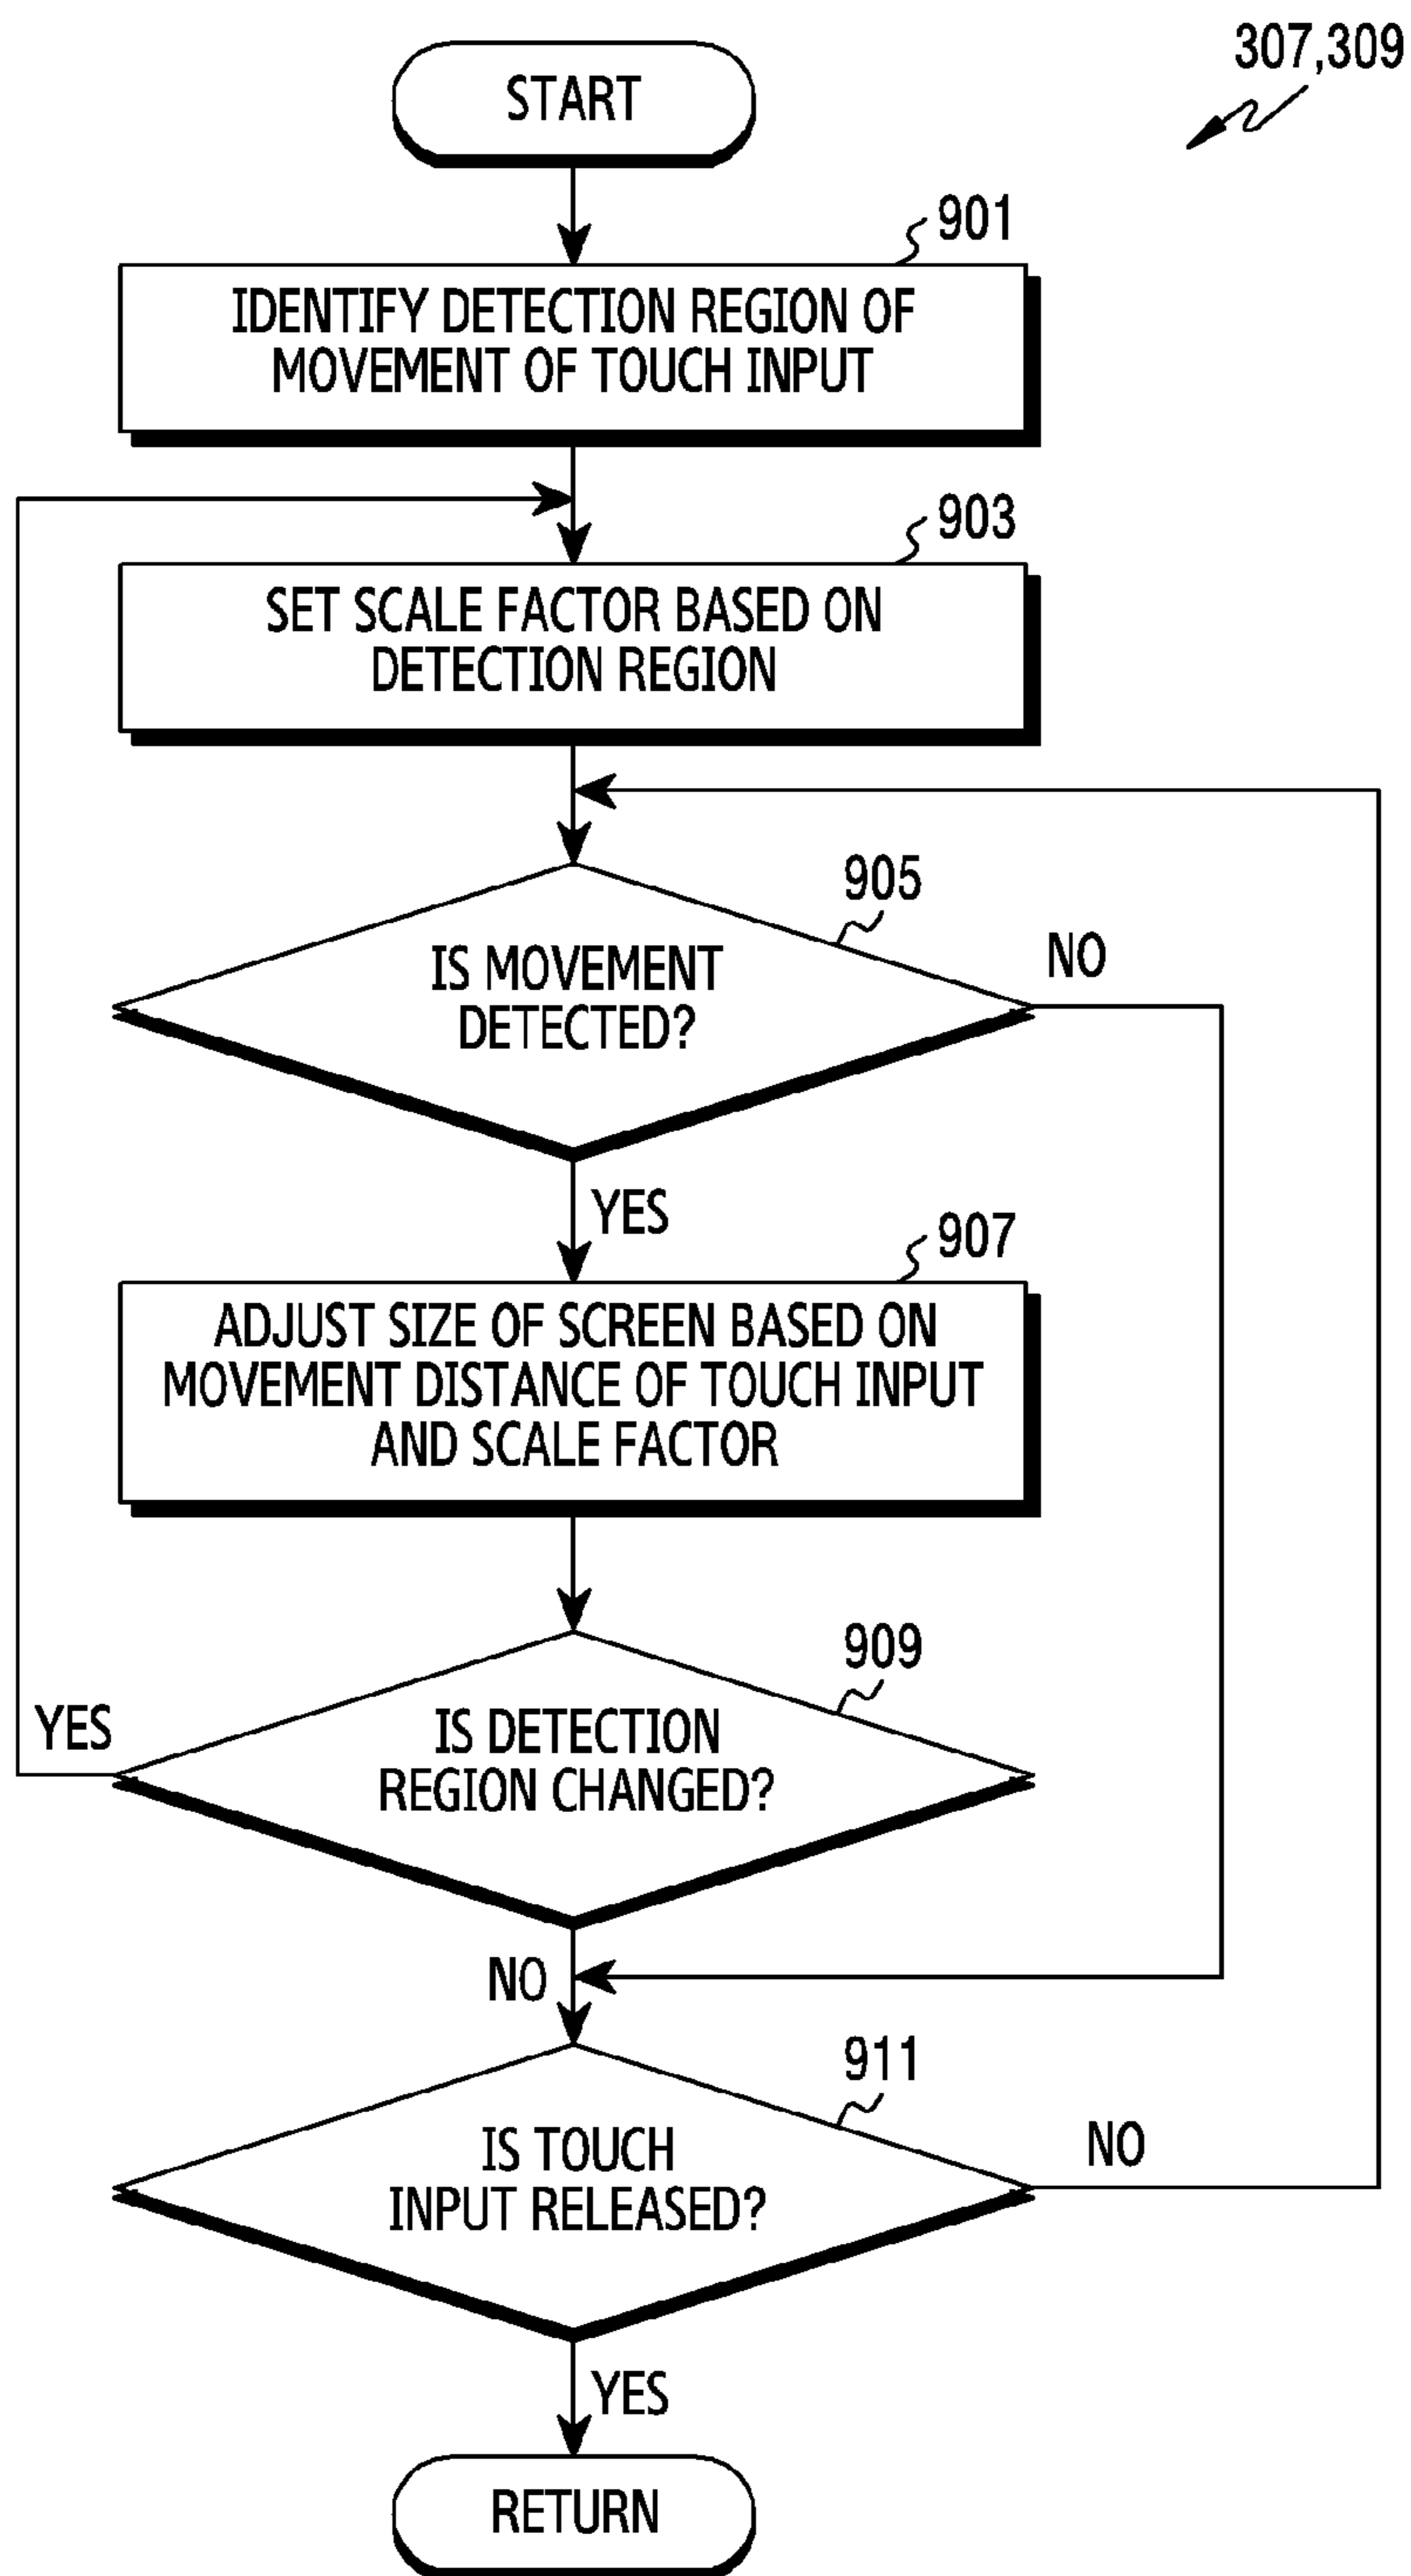 307,309
START
901
IDENTIFY DETECTION REGION OF
MOVEMENT OF TOUCH INPUT
903
SET SCALE FACTOR BASED ON
DETECTION REGION
905
IS MOVEMENT
DETECTED?
NO
YES
907
ADJUST SIZE OF SCREEN BASED ON
MOVEMENT DISTANCE OF TOUCH INPUT
AND SCALE FACTOR
909
IS DETECTION
REGION CHANGED?
YES
NO
911
IS TOUCH
INPUT RELEASED?
NO
YES
RETURN